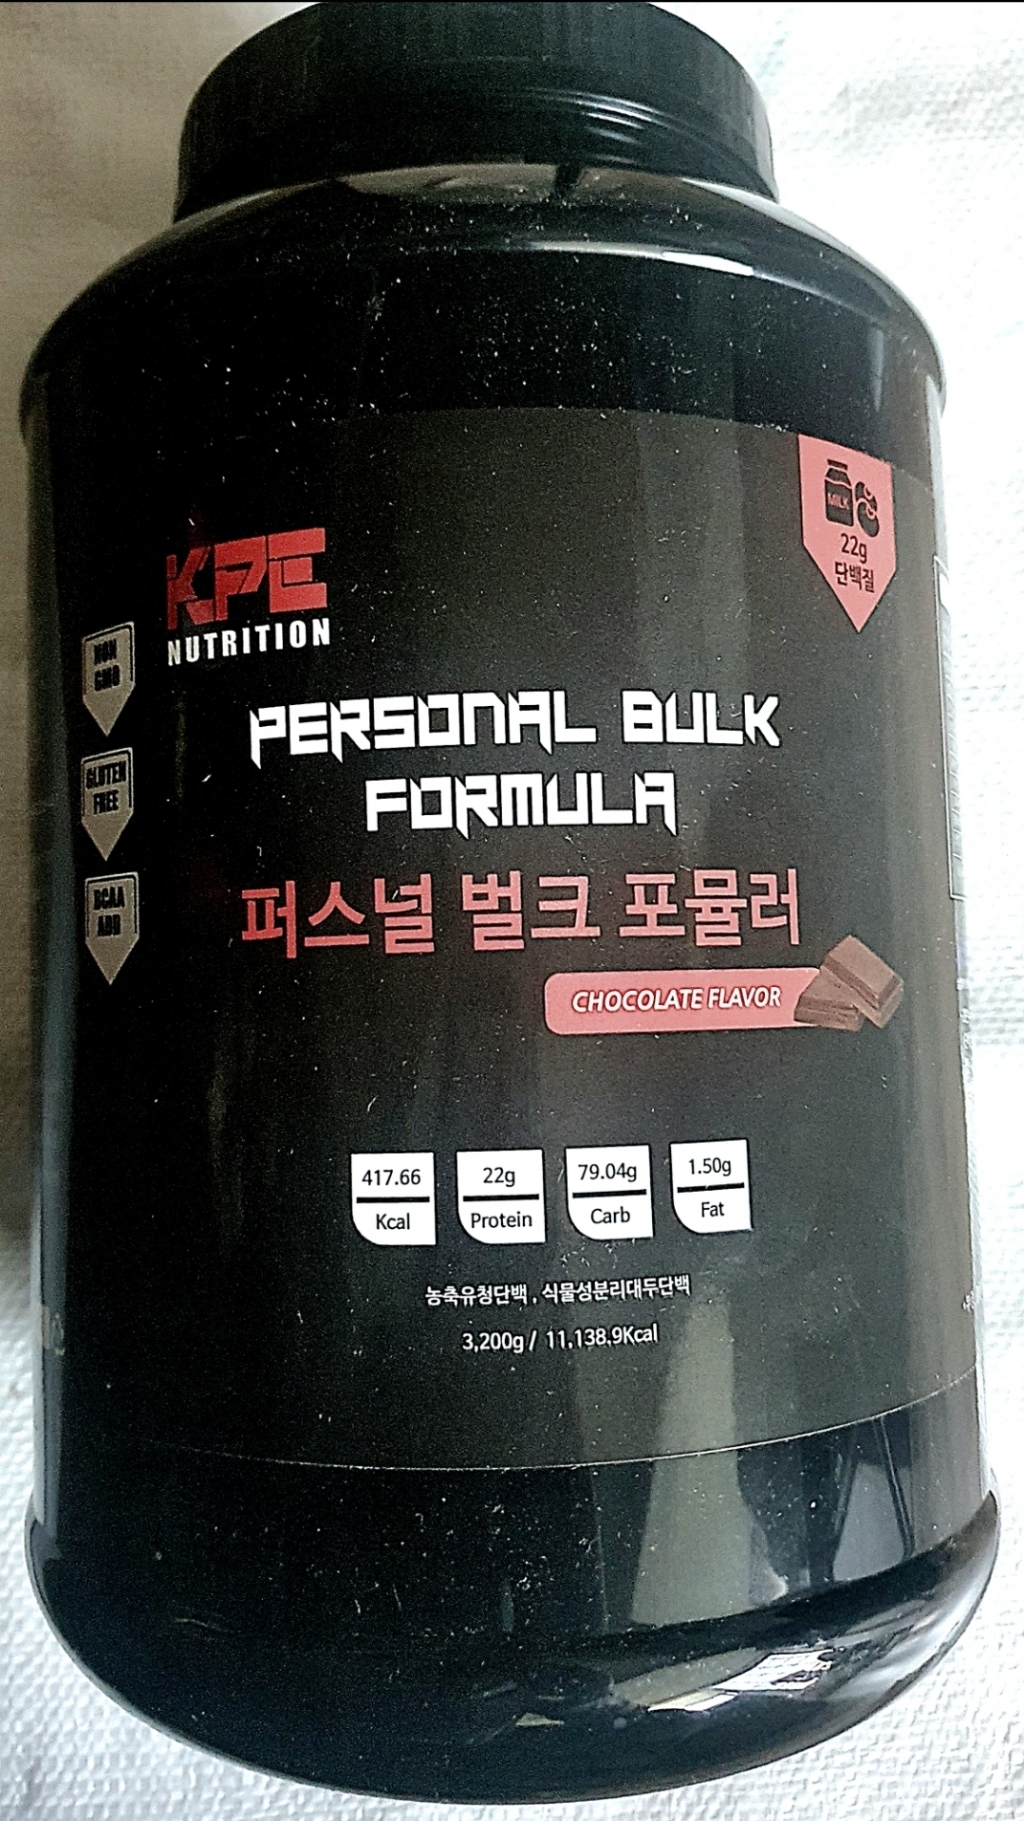 MILK
22g
단백질
KPE
NUTRITION
NON
GMO
GLUTEN
FREE
BCAA
ADD
PERSONAL BULK
FORMULA
퍼스널 벌크 포뮬러
CHOCOLATE FLAVOR
417.66
Kcal
22g
Protein
79.04g
Carb
1.50g
Fat
농축유청단백 , 식물성분리대두단백
3,200g / 11,138.9Kcal